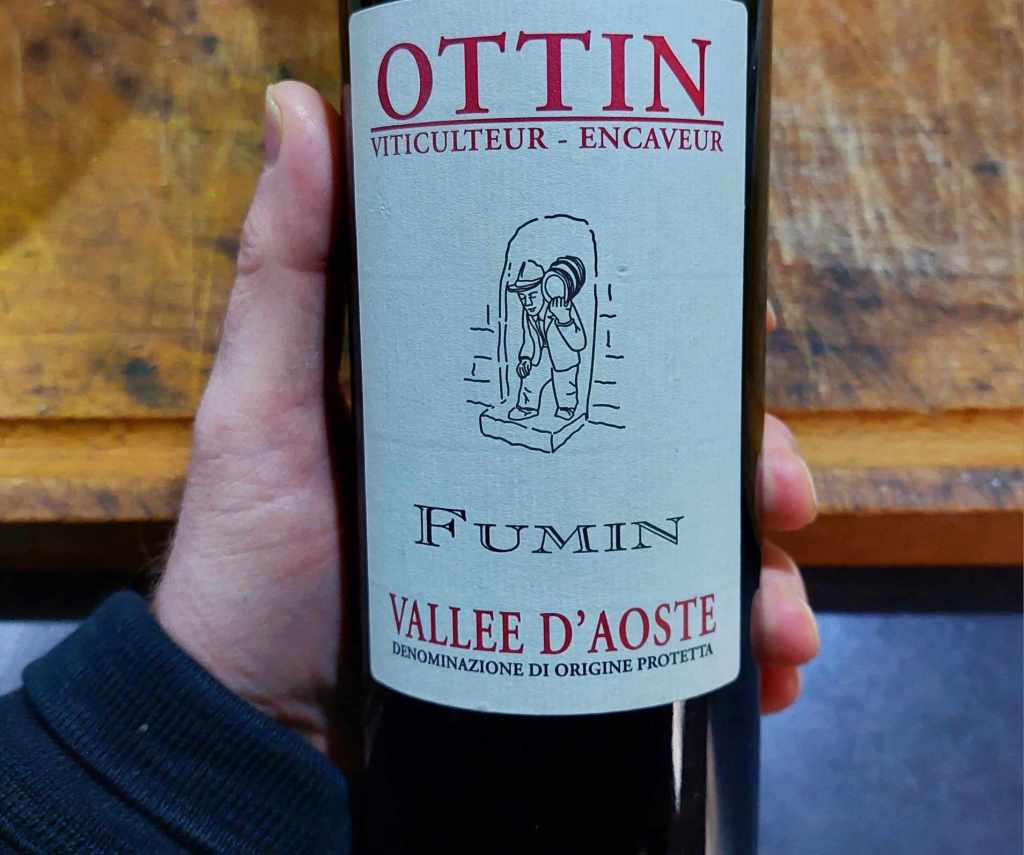 OTTIN
VITICULTEUR - ENCAVEUR
FUMIN
VALLEE D'AOSTE
DENOMINAZIONE DI ORIGINE PROTETTA